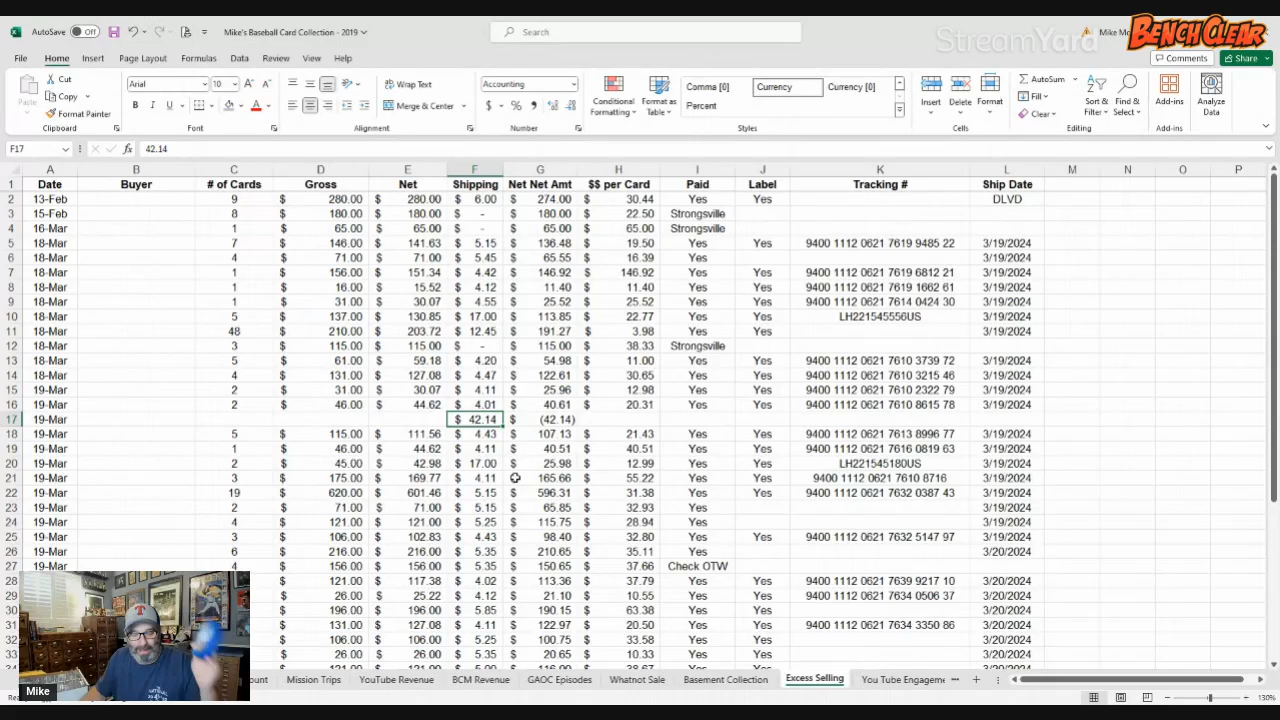 AutoSave Off Mike's Baseball Card Collection - 2019 Search Mike Mo
StreamYard
BENCHCLEAR
File Home Insert Page Layout Formulas Data Review View Help Comments Share
Paste Cut Copy Format Painter Clipboard
Arial 10 Font
Wrap Text Merge & Center Alignment
Accounting Number
Conditional Formatting Format as Table Comma [0] Currency Currency [0] Percent Styles
Insert Delete Format Cells
AutoSum Fill Clear Sort & Filter Find & Select Editing
Add-ins Add-ins
Analyze Data
F17 fx 42.14
A B C D E F G H I J K L M N O P
1 Date Buyer # of Cards Gross Net Shipping Net Net Amt $$ per Card Paid Label Tracking # Ship Date
2 13-Feb 9 $ 280.00 $ 280.00 $ 6.00 $ 274.00 $ 30.44 Yes Yes DLVD
3 15-Feb 8 $ 180.00 $ 180.00 $ - $ 180.00 $ 22.50 Strongsville
4 16-Mar 1 $ 65.00 $ 65.00 $ - $ 65.00 $ 65.00 Strongsville
5 18-Mar 7 $ 146.00 $ 141.63 $ 5.15 $ 136.48 $ 19.50 Yes Yes 9400 1112 0621 7619 9485 22 3/19/2024
6 18-Mar 4 $ 71.00 $ 71.00 $ 5.45 $ 65.55 $ 16.39 Yes 3/19/2024
7 18-Mar 1 $ 156.00 $ 151.34 $ 4.42 $ 146.92 $ 146.92 Yes Yes 9400 1112 0621 7619 6812 21 3/19/2024
8 18-Mar 1 $ 16.00 $ 15.52 $ 4.12 $ 11.40 $ 11.40 Yes Yes 9400 1112 0621 7619 1662 61 3/19/2024
9 18-Mar 1 $ 31.00 $ 30.07 $ 4.55 $ 25.52 $ 25.52 Yes Yes 9400 1112 0621 7614 0424 30 3/19/2024
10 18-Mar 5 $ 137.00 $ 130.85 $ 17.00 $ 113.85 $ 22.77 Yes Yes LH221545556US 3/19/2024
11 18-Mar 48 $ 210.00 $ 203.72 $ 12.45 $ 191.27 $ 3.98 Yes Yes 3/19/2024
12 18-Mar 3 $ 115.00 $ 115.00 $ - $ 115.00 $ 38.33 Strongsville
13 18-Mar 5 $ 61.00 $ 59.18 $ 4.20 $ 54.98 $ 11.00 Yes Yes 9400 1112 0621 7610 3739 72 3/19/2024
14 18-Mar 4 $ 131.00 $ 127.08 $ 4.47 $ 122.61 $ 30.65 Yes Yes 9400 1112 0621 7610 3215 46 3/19/2024
15 19-Mar 2 $ 31.00 $ 30.07 $ 4.11 $ 25.96 $ 12.98 Yes Yes 9400 1112 0621 7610 2322 79 3/19/2024
16 19-Mar 2 $ 46.00 $ 44.62 $ 4.01 $ 40.61 $ 20.31 Yes Yes 9400 1112 0621 7610 8615 78 3/19/2024
17 19-Mar $ 42.14 $ (42.14)
18 19-Mar 5 $ 115.00 $ 111.56 $ 4.43 $ 107.13 $ 21.43 Yes Yes 9400 1112 0621 7613 8996 77 3/19/2024
19 19-Mar 1 $ 46.00 $ 44.62 $ 4.11 $ 40.51 $ 40.51 Yes Yes 9400 1112 0621 7616 0819 63 3/19/2024
20 19-Mar 2 $ 45.00 $ 42.98 $ 17.00 $ 25.98 $ 12.99 Yes Yes LH221545180US 3/19/2024
21 19-Mar 3 $ 175.00 $ 169.77 $ 4.11 $ 165.66 $ 55.22 Yes Yes 9400 1112 0621 7610 8716 3/19/2024
22 19-Mar 19 $ 620.00 $ 601.46 $ 5.15 $ 596.31 $ 31.38 Yes Yes 9400 1112 0621 7632 0387 43 3/19/2024
23 19-Mar 2 $ 71.00 $ 71.00 $ 5.15 $ 65.85 $ 32.93 Yes 3/19/2024
24 19-Mar 4 $ 121.00 $ 121.00 $ 5.25 $ 115.75 $ 28.94 Yes 3/19/2024
25 19-Mar 3 $ 106.00 $ 102.83 $ 4.43 $ 98.40 $ 32.80 Yes Yes 9400 1112 0621 7632 5147 97 3/19/2024
26 19-Mar 6 $ 216.00 $ 216.00 $ 5.35 $ 210.65 $ 35.11 Yes 3/20/2024
27 19-Mar 4 $ 156.00 $ 156.00 $ 5.35 $ 150.65 $ 37.66 Check OTW
$ 121.00 $ 117.38 $ 4.02 $ 113.36 $ 37.79 Yes Yes 9400 1112 0621 7639 9217 10 3/20/2024
$ 26.00 $ 25.22 $ 4.12 $ 21.10 $ 10.55 Yes Yes 9400 1112 0621 7634 0506 37 3/20/2024
$ 196.00 $ 196.00 $ 5.85 $ 190.15 $ 63.38 Yes 3/20/2024
$ 131.00 $ 127.08 $ 4.11 $ 122.97 $ 20.50 Yes Yes 9400 1112 0621 7634 3350 86 3/20/2024
$ 106.00 $ 106.00 $ 5.25 $ 100.75 $ 33.58 Yes 3/20/2024
$ 26.00 $ 26.00 $ 5.35 $ 20.65 $ 10.33 Yes 3/20/2024
Mike
Mission Trips YouTube Revenue BCM Revenue GAOC Episodes Whatnot Sale Basement Collection Excess Selling You Tube Engageme
130%